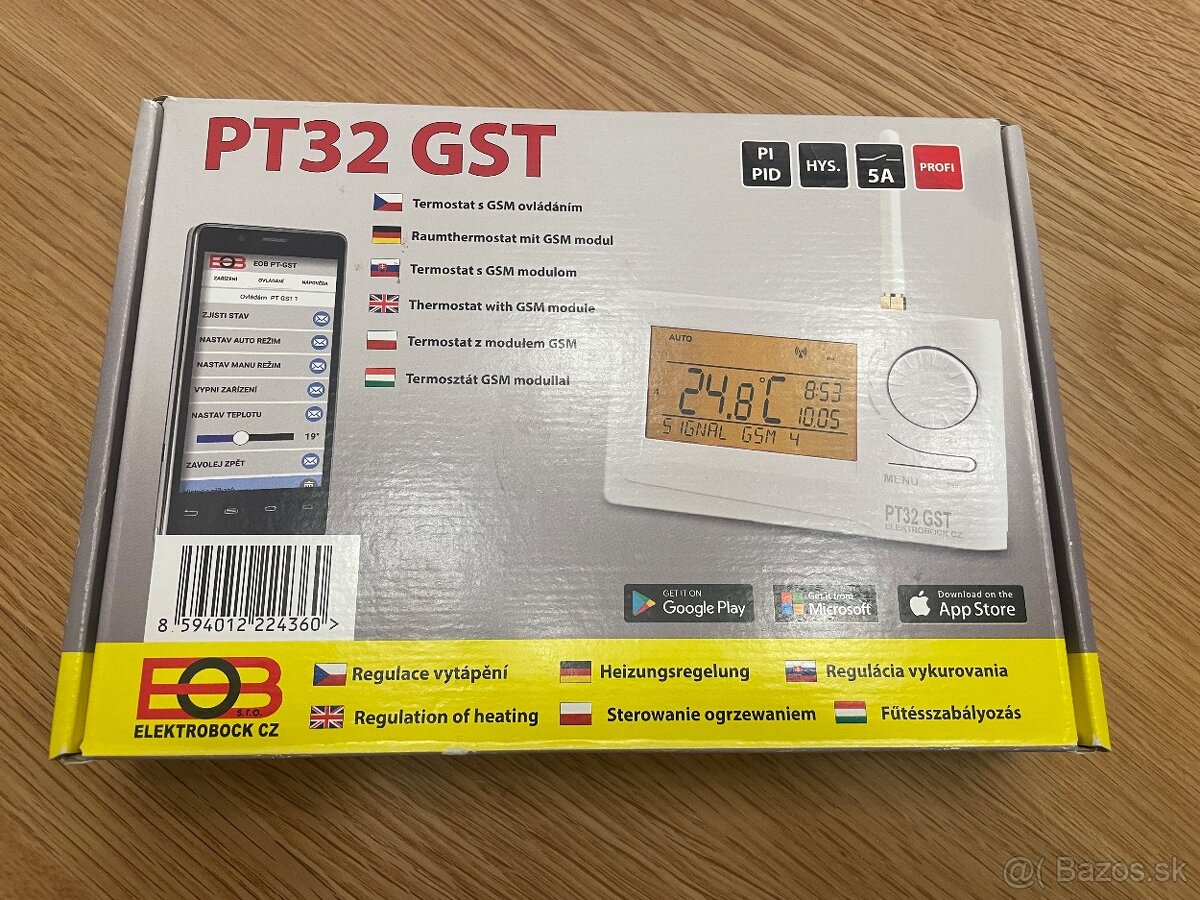 PT32 GST
PI
PID
HYS.
5A
PROFI
Termostat s GSM ovládáním
Raumthermostat mit GSM modul
Termostat s GSM modulom
Thermostat with GSM module
Termostat z modułem GSM
Termosztát GSM modullal
EOB
EOB PT-GST
ZAŘÍZENÍ OVLÁDÁNÍ NÁPOVĚDA
Ovládám: PT GST 1
ZJISTI STAV
NASTAV AUTO REŽIM
NASTAV MANU REŽIM
VYPNI ZAŘÍZENÍ
NASTAV TEPLOTU
19°
ZAVOLEJ ZPĚT
AUTO
4
24.8°C
8:53
10.05
SIGNAL GSM 4
MENU
PT32 GST
ELEKTROBOCK CZ
GET IT ON
Google Play
Get it from
Microsoft
Download on the
App Store
8 594012 224360 >
EOB
s.r.o.
ELEKTROBOCK CZ
Regulace vytápění
Heizungsregelung
Regulácia vykurovania
Regulation of heating
Sterowanie ogrzewaniem
Fűtésszabályozás
@( Bazos.sk